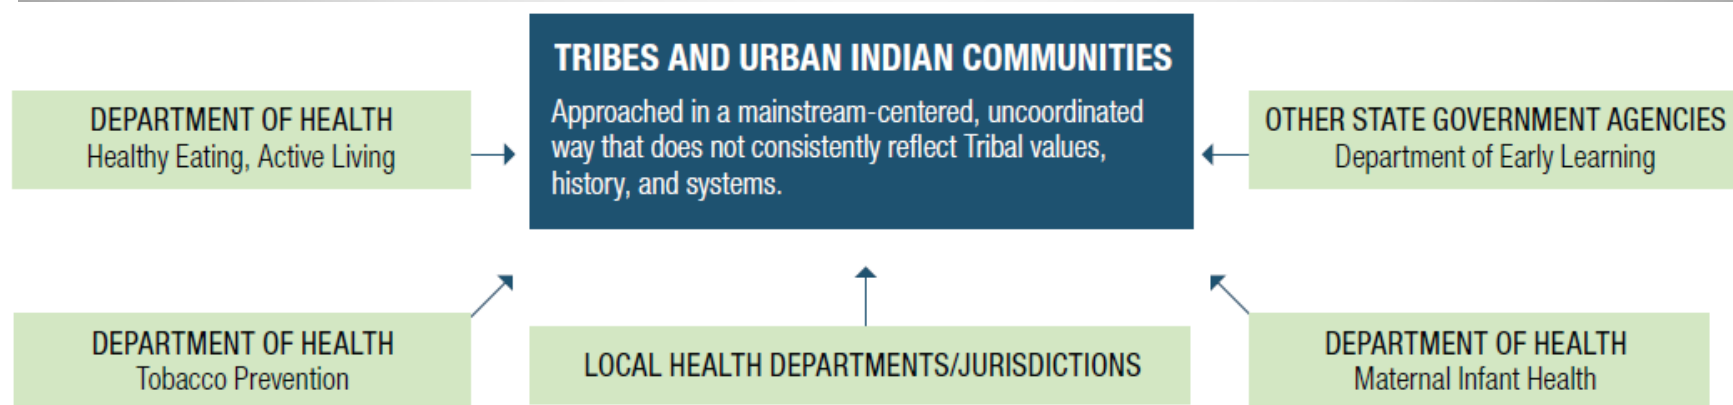 TRIBES AND URBAN INDIAN COMMUNITIES
Approached in a mainstream-centered, uncoordinated
way that does not consistently reflect Tribal values,
history, and systems.
DEPARTMENT OF HEALTH
Healthy Eating, Active Living
OTHER STATE GOVERNMENT AGENCIES
Department of Early Learning
DEPARTMENT OF HEALTH
Tobacco Prevention
LOCAL HEALTH DEPARTMENTS/JURISDICTIONS
DEPARTMENT OF HEALTH
Maternal Infant Health